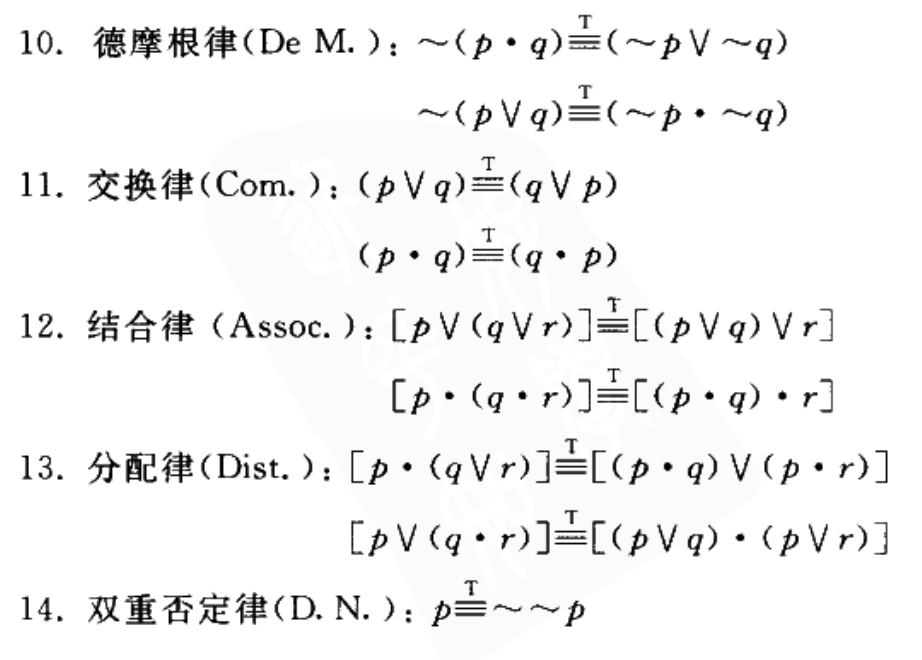 10. 德摩根律(De M.)：～(p·q)≡ᵀ(～p∨～q)
～(p∨q)≡ᵀ(～p·～q)
11. 交换律(Com.)：(p∨q)≡ᵀ(q∨p)
(p·q)≡ᵀ(q·p)
12. 结合律 (Assoc.)：[p∨(q∨r)]≡ᵀ[(p∨q)∨r]
[p·(q·r)]≡ᵀ[(p·q)·r]
13. 分配律(Dist.)：[p·(q∨r)]≡ᵀ[(p·q)∨(p·r)]
[p∨(q·r)]≡ᵀ[(p∨q)·(p∨r)]
14. 双重否定律(D. N.)：p≡ᵀ～～p